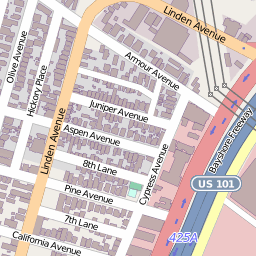 Linden Avenue
Olive Avenue
Armour Avenue
Hickory Place
Juniper Avenue
Bayshore Freeway
Aspen Avenue
Linden Avenue
8th Lane
Cypress Avenue
US 101
Pine Avenue
7th Lane
425A
California Avenue